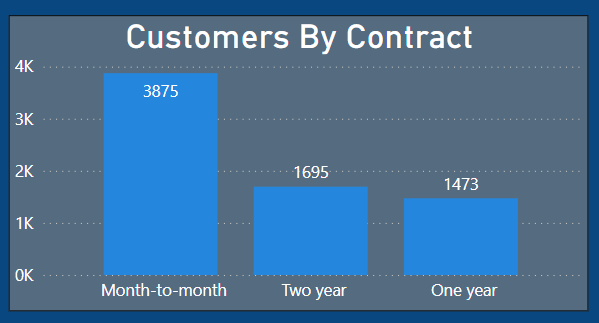 Customers By Contract
4K
3875
3K
2K
1695
1473
1K
0K
Month-to-month Two year One year